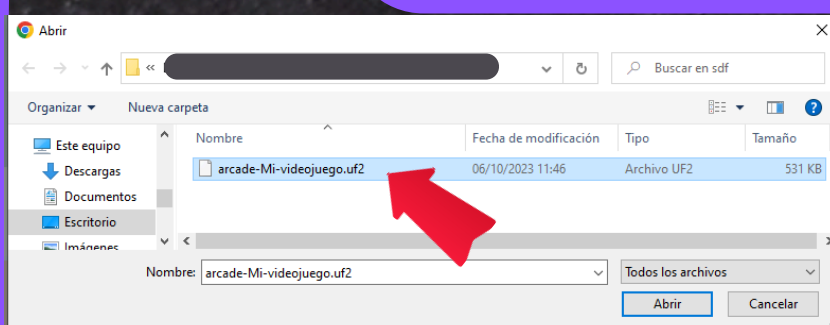 Abrir
«
Buscar en sdf
Organizar
Nueva carpeta
?
Este equipo
Descargas
Documentos
Escritorio
Imágenes
Nombre
Fecha de modificación
Tipo
Tamaño
arcade-Mi-videojuego.uf2
06/10/2023 11:46
Archivo UF2
531 KB
Nombre:
arcade-Mi-videojuego.uf2
Todos los archivos
Abrir
Cancelar